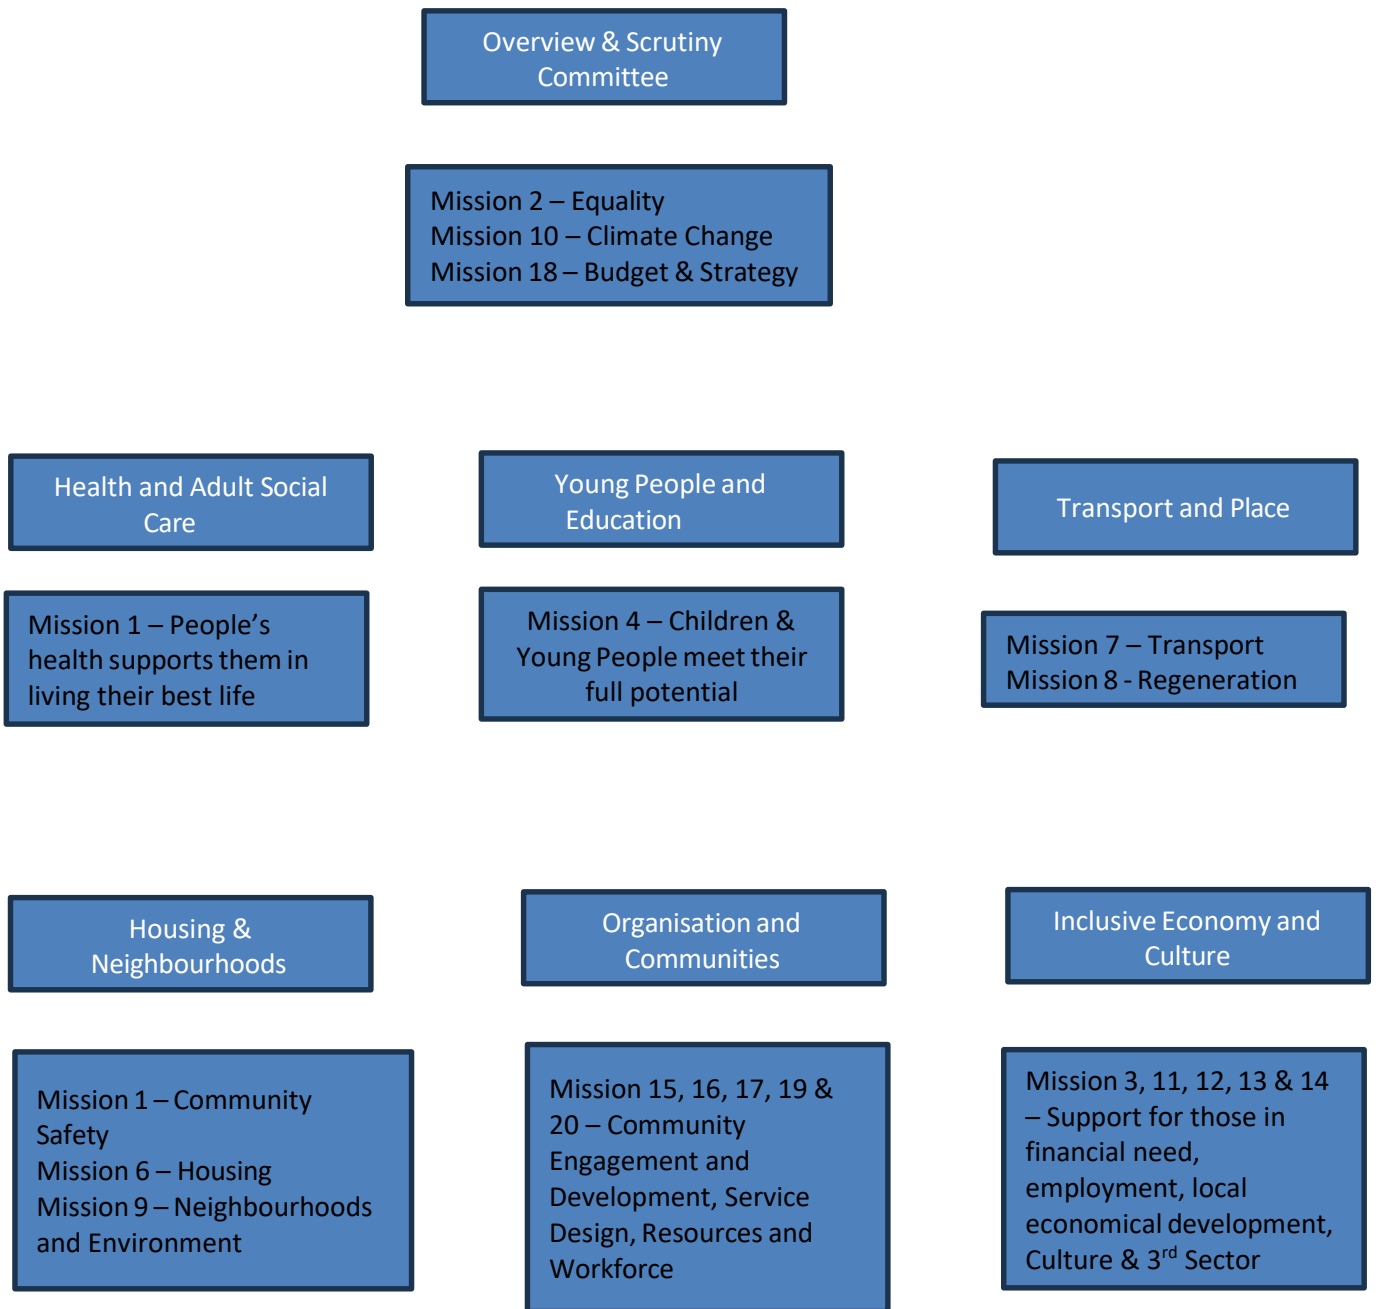 Overview & Scrutiny
Committee
Mission 2 – Equality
Mission 10 – Climate Change
Mission 18 – Budget & Strategy
Health and Adult Social
Care
Young People and
Education
Transport and Place
Mission 1 – People’s
health supports them in
living their best life
Mission 4 – Children &
Young People meet their
full potential
Mission 7 – Transport
Mission 8 - Regeneration
Housing &
Neighbourhoods
Organisation and
Communities
Inclusive Economy and
Culture
Mission 1 – Community
Safety
Mission 6 – Housing
Mission 9 – Neighbourhoods
and Environment
Mission 15, 16, 17, 19 &
20 – Community
Engagement and
Development, Service
Design, Resources and
Workforce
Mission 3, 11, 12, 13 & 14
– Support for those in
financial need,
employment, local
economical development,
Culture & 3rd Sector